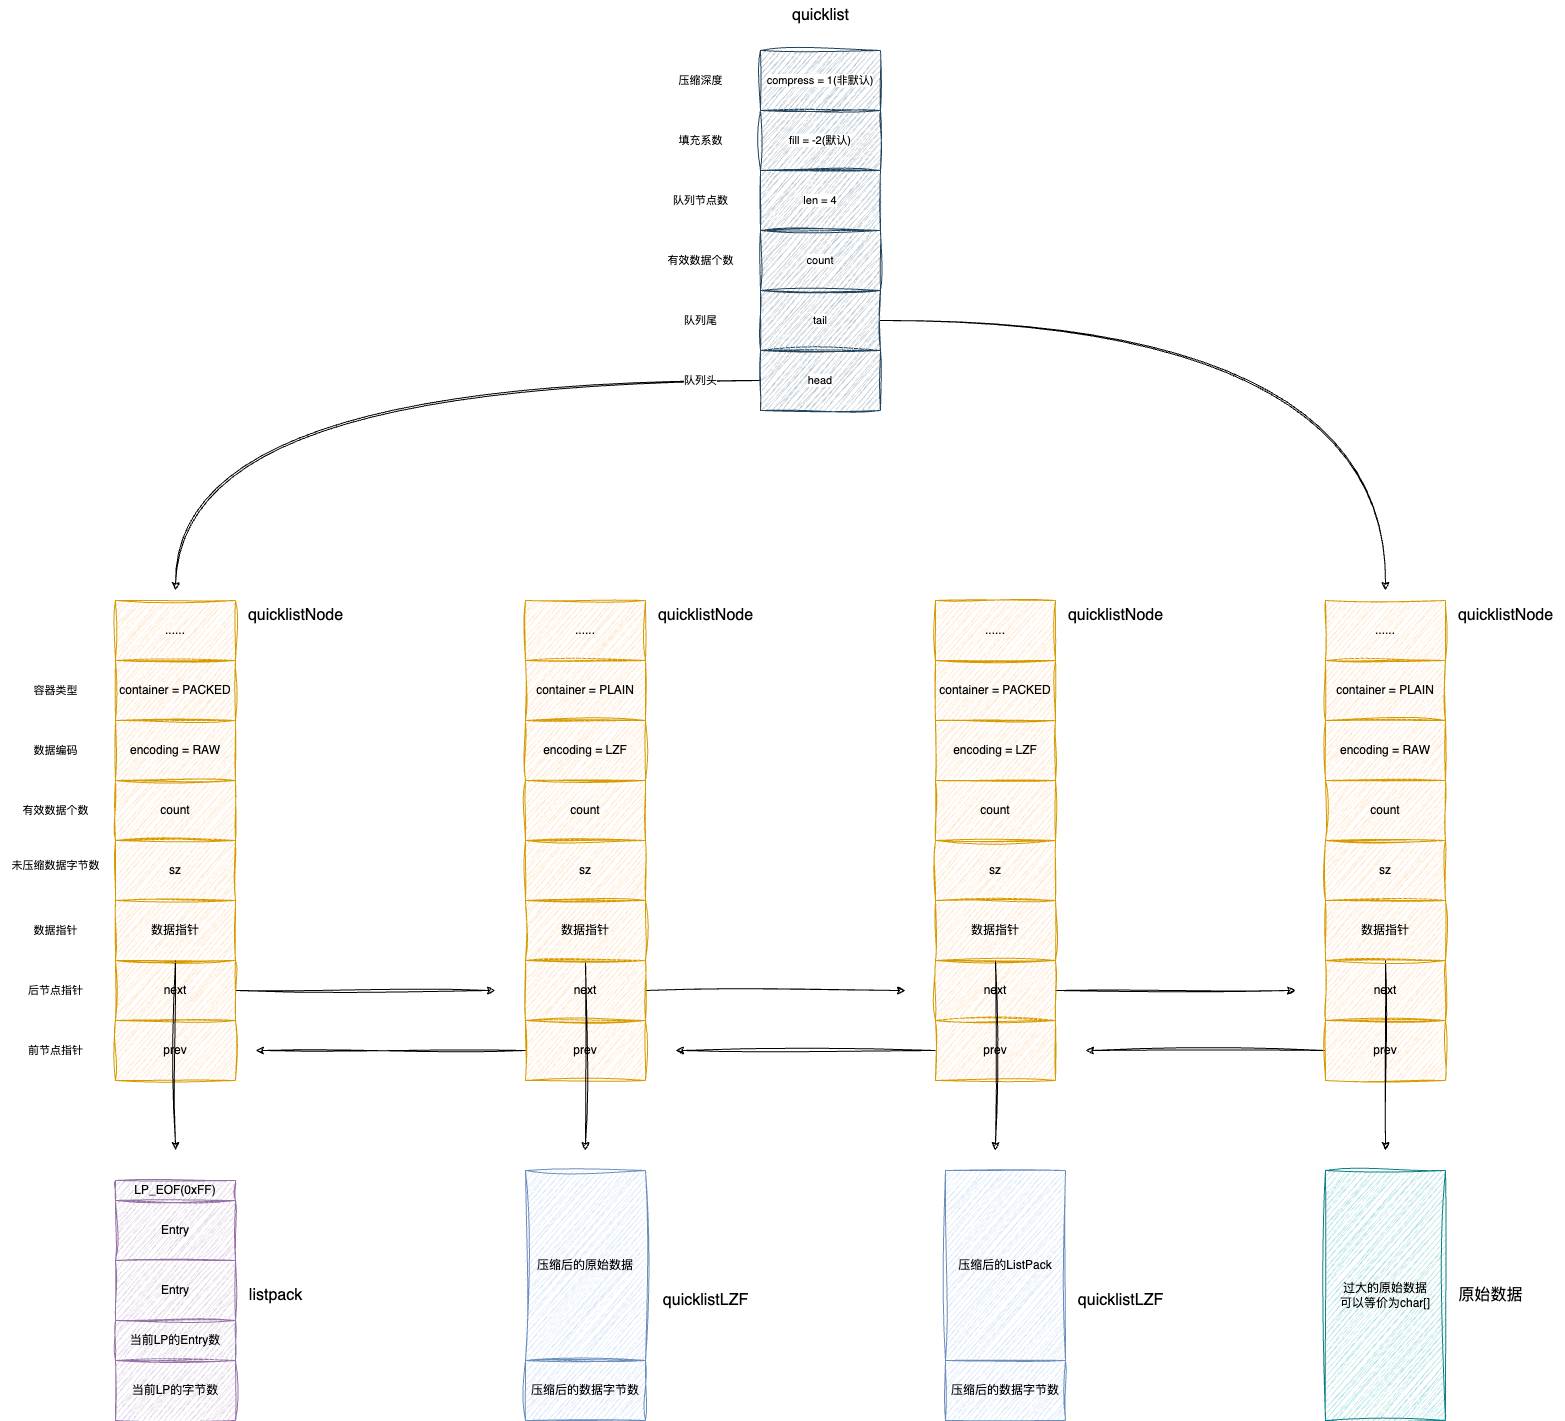 quicklist
压缩深度
compress = 1(非默认)
填充系数
fill = -2(默认)
队列节点数
len = 4
有效数据个数
count
队列尾
tail
队列头
head
quicklistNode
quicklistNode
quicklistNode
quicklistNode
......
......
......
......
容器类型
container = PACKED
container = PLAIN
container = PACKED
container = PLAIN
数据编码
encoding = RAW
encoding = LZF
encoding = LZF
encoding = RAW
有效数据个数
count
count
count
count
未压缩数据字节数
sz
sz
sz
sz
数据指针
数据指针
数据指针
数据指针
数据指针
后节点指针
next
next
next
next
前节点指针
prev
prev
prev
prev
LP_EOF(0xFF)
Entry
Entry
当前LP的Entry数
当前LP的字节数
listpack
压缩后的原始数据
压缩后的数据字节数
quicklistLZF
压缩后的ListPack
压缩后的数据字节数
quicklistLZF
过大的原始数据
可以等价为char[]
原始数据